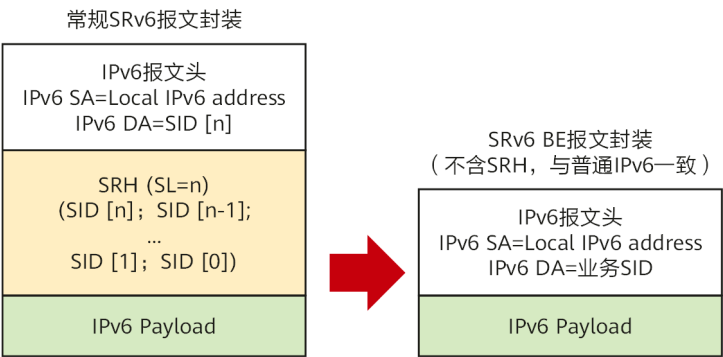 常规SRv6报文封装
IPv6报文头
IPv6 SA=Local IPv6 address
IPv6 DA=SID [n]
SRH (SL=n)
(SID [n]；SID [n-1];
...
SID [1]；SID [0])
IPv6 Payload
SRv6 BE报文封装
（不含SRH，与普通IPv6一致）
IPv6报文头
IPv6 SA=Local IPv6 address
IPv6 DA=业务SID
IPv6 Payload